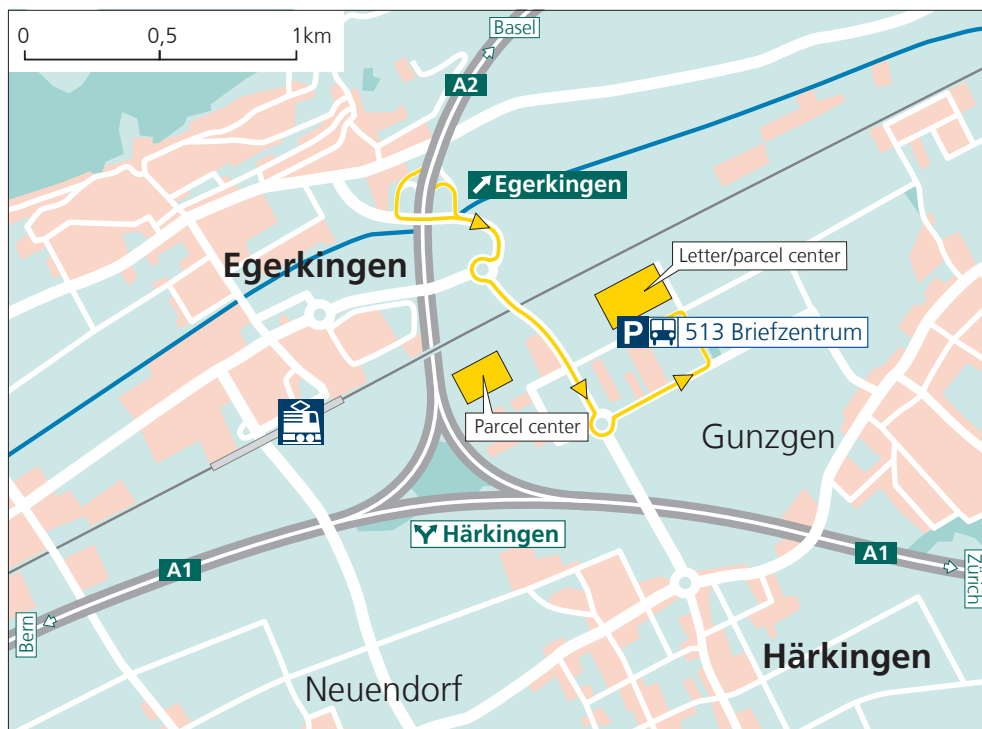 0 0,5 1km
Basel
A2
Egerkingen
Egerkingen
Letter/parcel center
P 513 Briefzentrum
Parcel center
Gunzgen
Härkingen
A1
A1
Zürich
Bern
Härkingen
Neuendorf